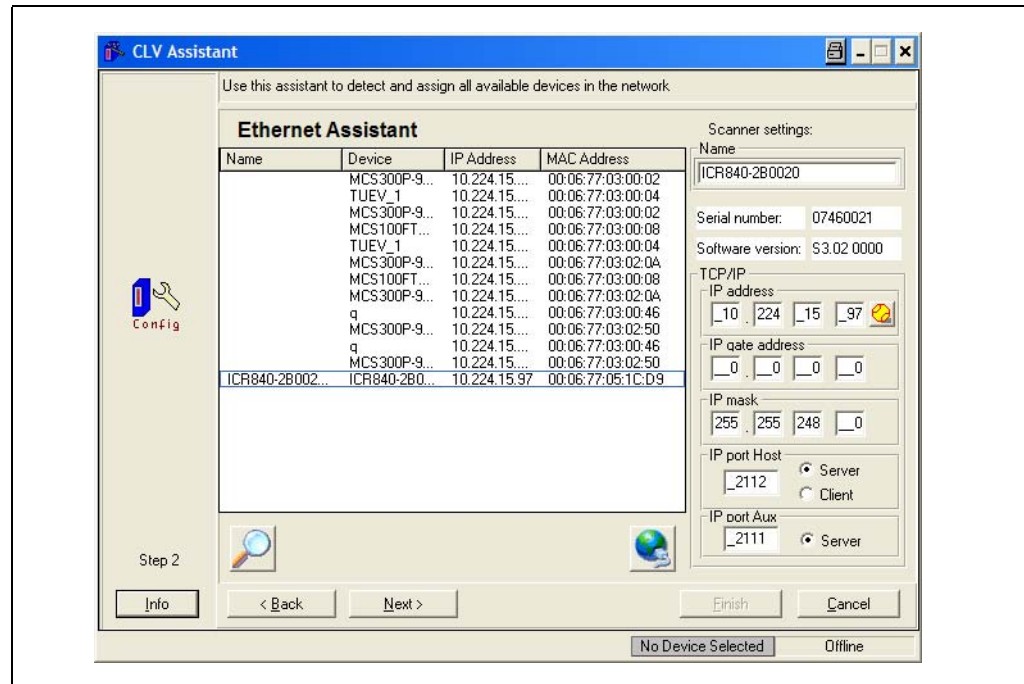 CLV Assistant
Use this assistant to detect and assign all available devices in the network
Ethernet Assistant
Name Device IP Address MAC Address
MCS300P-9... 10.224.15.... 00:06:77:03:00:02
TUEV_1 10.224.15.... 00:06:77:03:00:04
MCS300P-9... 10.224.15.... 00:06:77:03:00:02
MCS100FT... 10.224.15.... 00:06:77:03:00:08
TUEV_1 10.224.15.... 00:06:77:03:00:04
MCS300P-9... 10.224.15.... 00:06:77:03:02:0A
MCS100FT... 10.224.15.... 00:06:77:03:00:08
MCS300P-9... 10.224.15.... 00:06:77:03:02:0A
q 10.224.15.... 00:06:77:03:00:46
MCS300P-9... 10.224.15.... 00:06:77:03:02:50
q 10.224.15.... 00:06:77:03:00:46
MCS300P-9... 10.224.15.... 00:06:77:03:02:50
ICR840-2B002... ICR840-2B0... 10.224.15.97 00:06:77:05:1C:D9
Scanner settings:
Name
ICR840-2B0020
Serial number: 07460021
Software version: S3.02 0000
TCP/IP
IP address
_10 . 224 _15 _97
IP gate address
__0 . __0 __0 __0
IP mask
255 . 255 248 __0
IP port Host
_2112 Server
Client
IP port Aux
_2111 Server
Config
Step 2
Info < Back Next > Finish Cancel
No Device Selected Offline